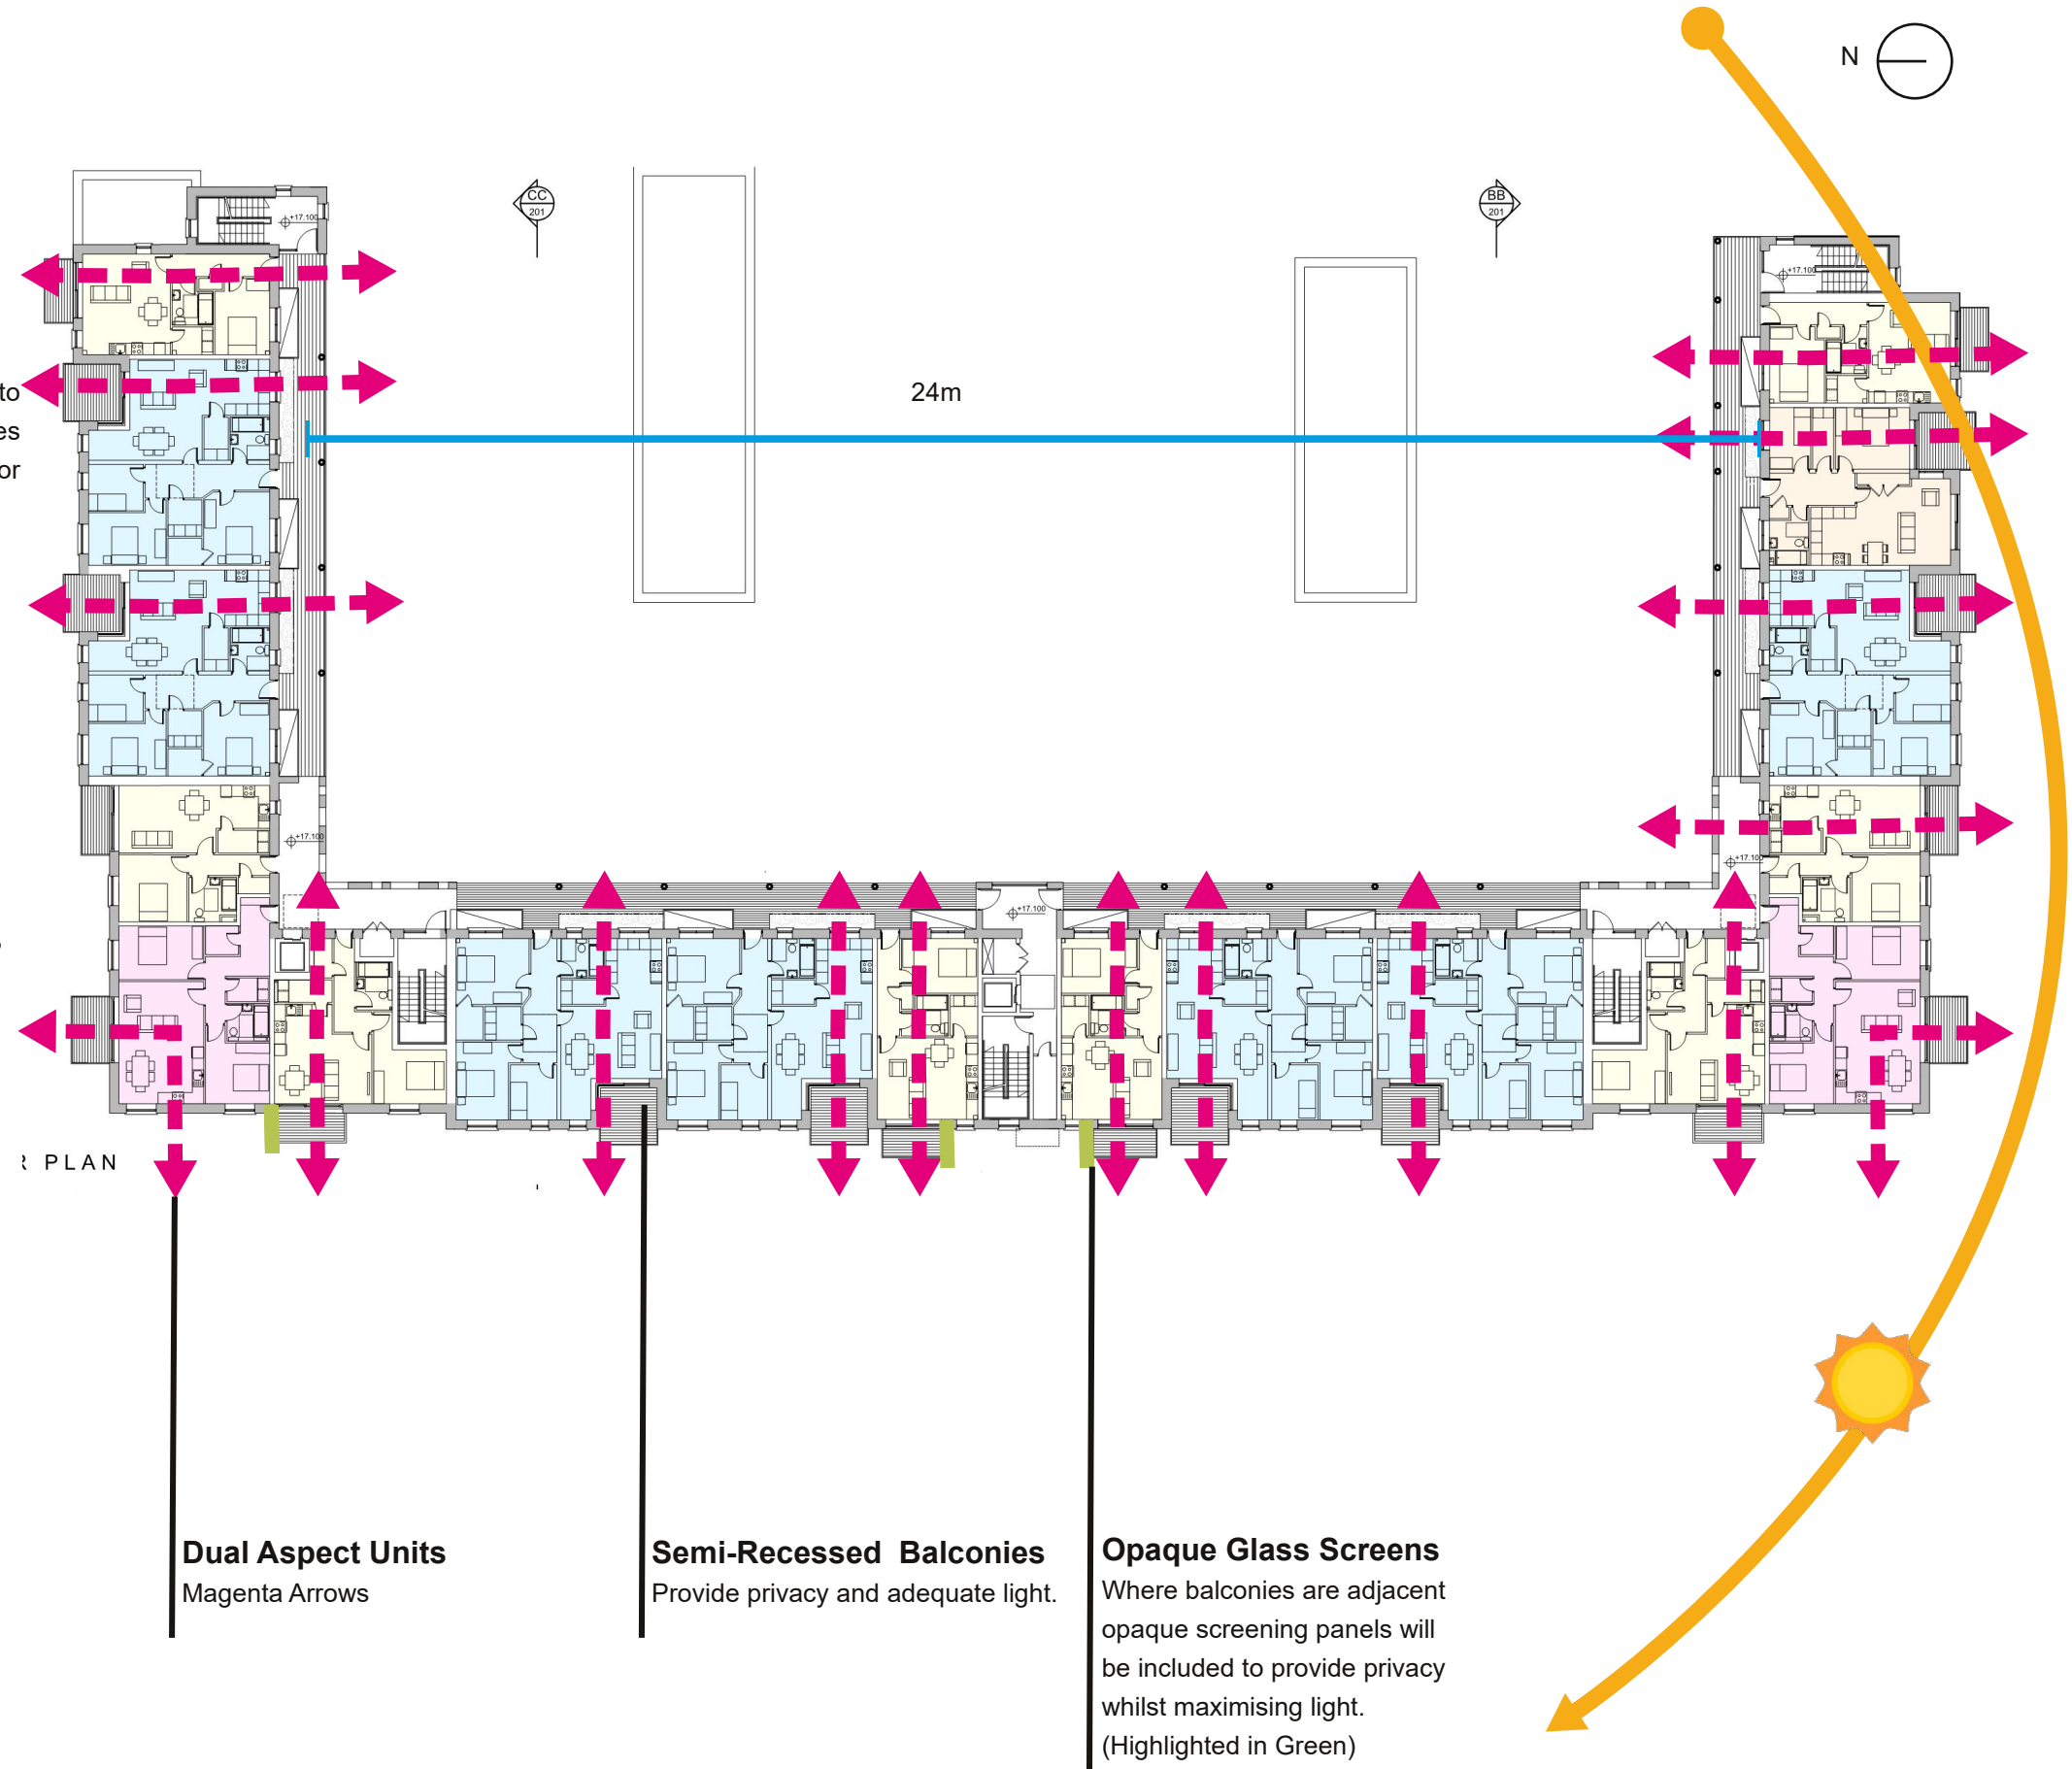 N
CC
201
BB
201
+17.100
+17.100
to
es
or
24m
+17.100
+17.100
+17.100
R PLAN
Dual Aspect Units
Magenta Arrows
Semi-Recessed Balconies
Provide privacy and adequate light.
Opaque Glass Screens
Where balconies are adjacent
opaque screening panels will
be included to provide privacy
whilst maximising light.
(Highlighted in Green)